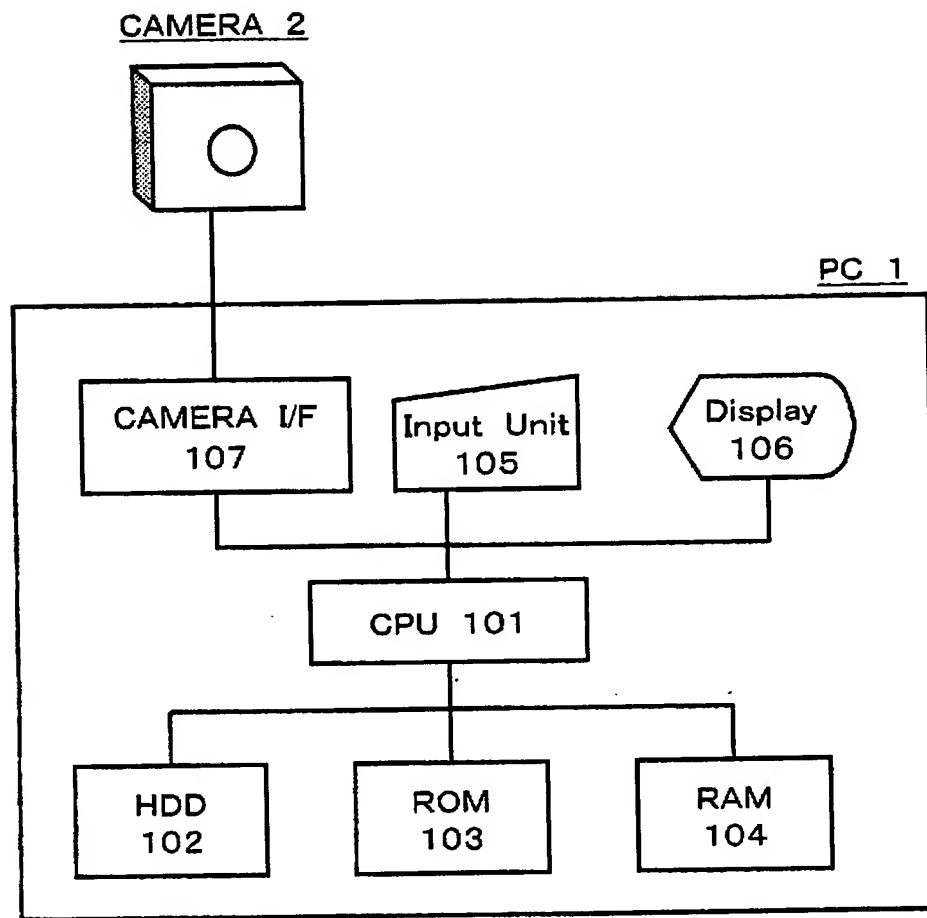 CAMERA 2
PC 1
CAMERA I/F
107
Input Unit
105
Display
106
CPU 101
HDD
102
ROM
103
RAM
104